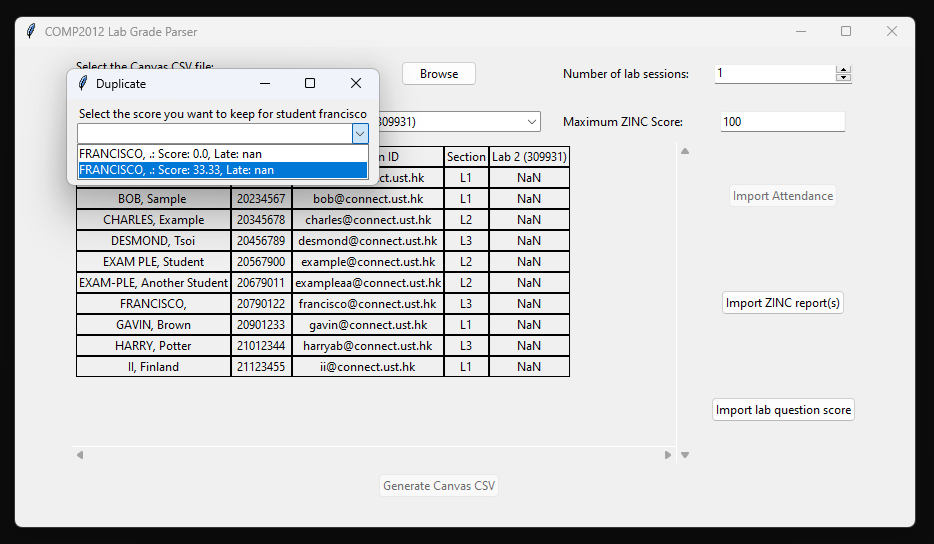 COMP2012 Lab Grade Parser
Select the Canvas CSV file:
Browse
Number of lab sessions:
1
Duplicate
Select the score you want to keep for student francisco
FRANCISCO, .: Score: 0.0, Late: nan
FRANCISCO, .: Score: 33.33, Late: nan
309931)
Maximum ZINC Score:
100
ID Section Lab 2 (309931)
ust.hk L1 NaN
BOB, Sample 20234567 bob@connect.ust.hk L1 NaN
CHARLES, Example 20345678 charles@connect.ust.hk L2 NaN
DESMOND, Tsoi 20456789 desmond@connect.ust.hk L3 NaN
EXAM PLE, Student 20567900 example@connect.ust.hk L2 NaN
EXAM-PLE, Another Student 20679011 exampleaa@connect.ust.hk L2 NaN
FRANCISCO, 20790122 francisco@connect.ust.hk L3 NaN
GAVIN, Brown 20901233 gavin@connect.ust.hk L1 NaN
HARRY, Potter 21012344 harryab@connect.ust.hk L3 NaN
II, Finland 21123455 ii@connect.ust.hk L1 NaN
Import Attendance
Import ZINC report(s)
Import lab question score
Generate Canvas CSV